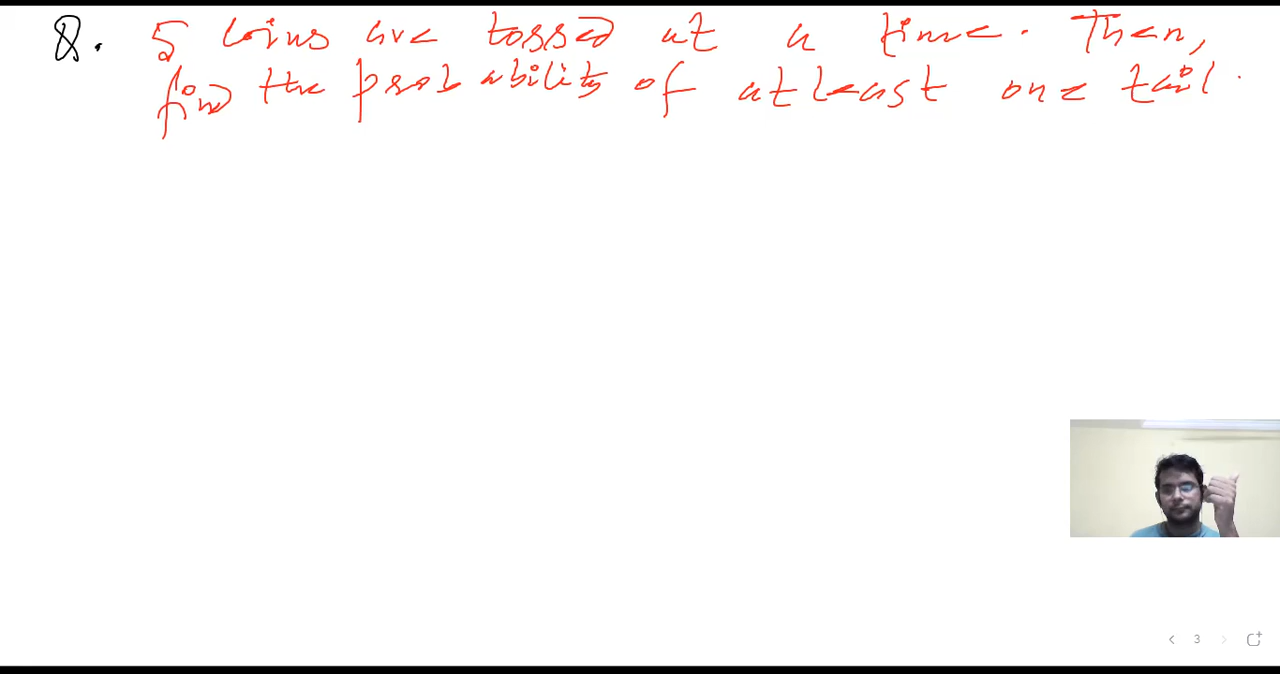 Q. 5 coins are tossed at a time. Then,
find the probability of atleast one tail.
3